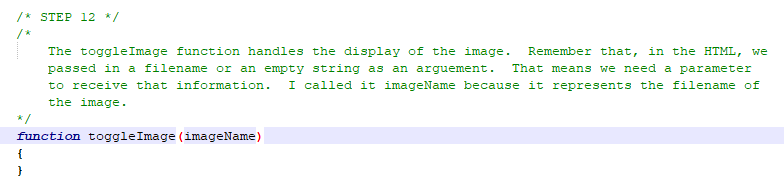 /* STEP 12 */
/*
The toggleImage function handles the display of the image.  Remember that, in the HTML, we
passed in a filename or an empty string as an arguement.  That means we need a parameter
to receive that information.  I called it imageName because it represents the filename of
the image.
*/
function toggleImage(imageName)
{
}